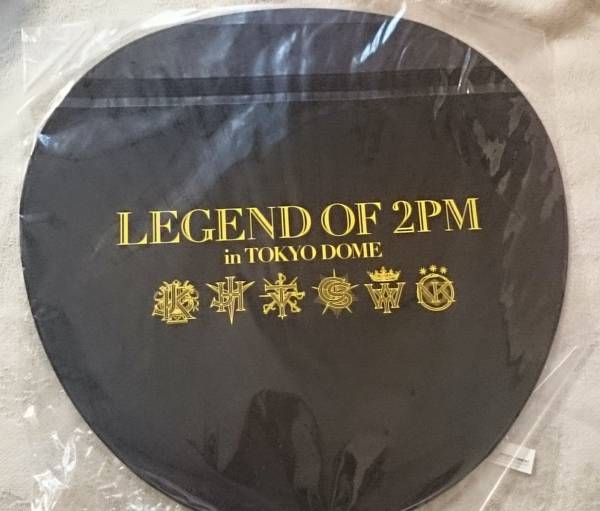 LEGEND OF 2PM
in TOKYO DOME